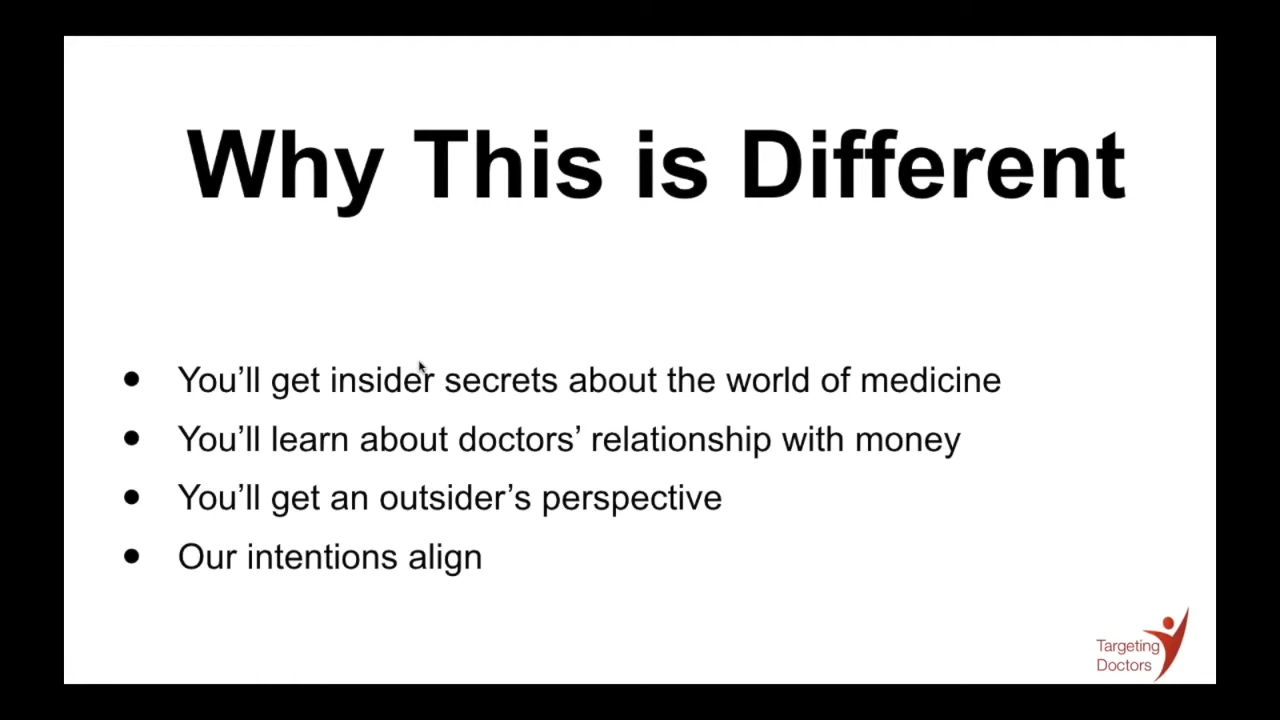 Why This is Different
• You’ll get insider secrets about the world of medicine
• You’ll learn about doctors’ relationship with money
• You’ll get an outsider’s perspective
• Our intentions align
Targeting
Doctors